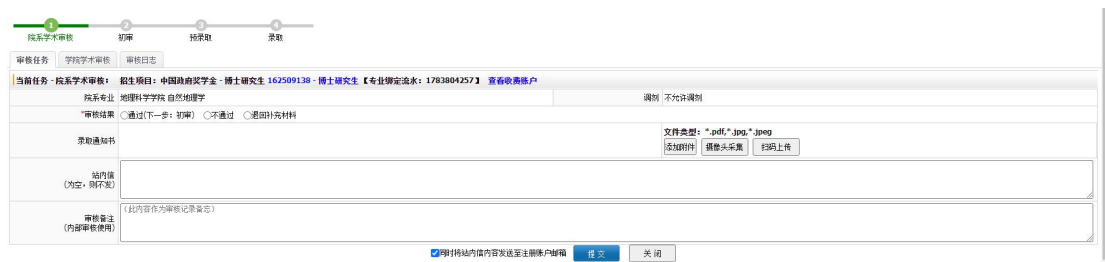 1 2 3 4
院系学术审核 初审 预录取 录取
审核任务 学院学术审核 审核日志
当前任务 - 院系学术审核： 招生项目：中国政府奖学金 - 博士研究生 162509138 - 博士研究生【专业绑定流水：1783804257】 查看收费账户
院系专业 地理科学学院 自然地理学 调剂 不允许调剂
*审核结果 通过(下一步：初审) 不通过 退回补充材料
录取通知书 文件类型：*.pdf,*.jpg,*.jpeg
添加附件 摄像头采集 扫码上传
站内信
(为空，则不发)
审核备注 (此内容作为审核记录备忘)
(内部审核使用)
同时将站内信内容发送至注册账户邮箱 提 交 关 闭